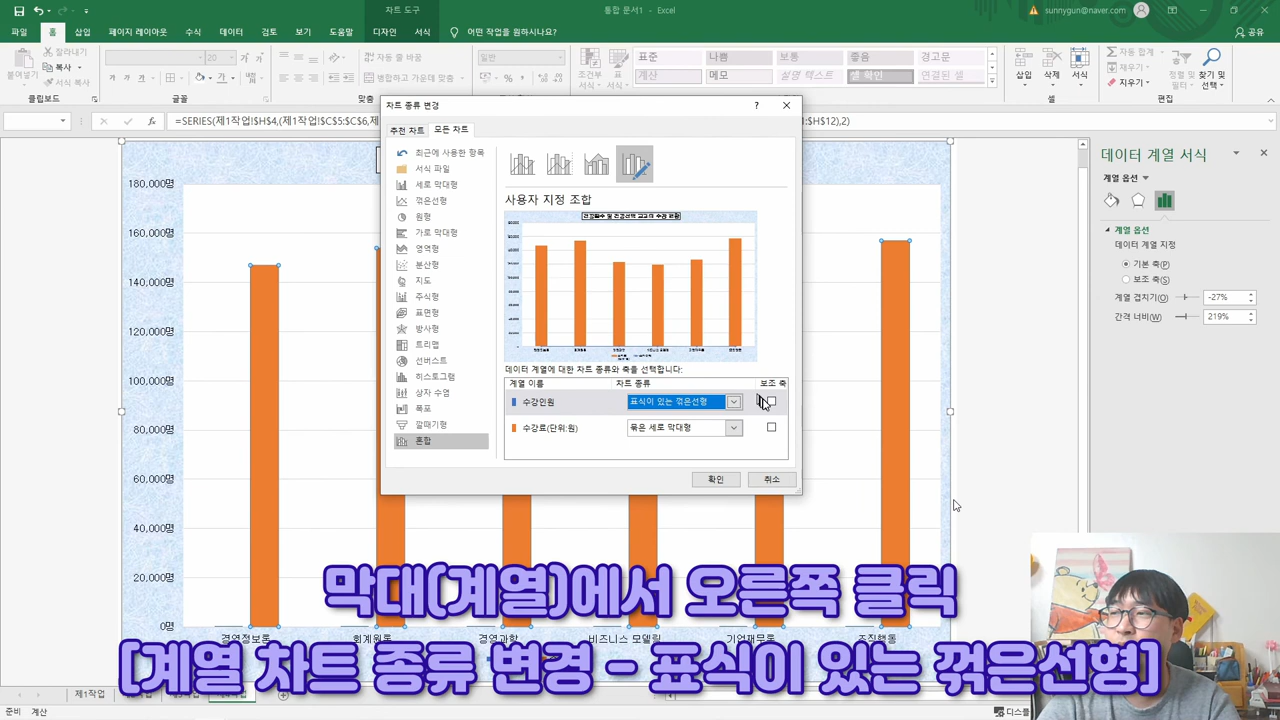 차트 도구
통합 문서1 - Excel
sunnygun@naver.com
파일 홈 삽입 페이지 레이아웃 수식 데이터 검토 보기 도움말 디자인 서식 어떤 작업을 원하시나요? 공유
붙여넣기
잘라내기
복사
서식 복사
클립보드
글꼴
자동 줄 바꿈
병합하고 가운데 맞춤
맞춤
일반
조건부 서식
표 서식
표준 나쁨 보통 좋음 경고문
계산 메모 설명 텍스트 셀 확인 연결된 셀
삽입 삭제 서식
셀
자동 합계
채우기
지우기
정렬 및 필터
찾기 및 선택
편집
=SERIES(제1작업!$H$4,(제1작업!$C$5:$C$6,제
:$H$12),2)
차트 종류 변경
추천 차트 모든 차트
최근에 사용한 항목
서식 파일
세로 막대형
꺾은선형
원형
가로 막대형
영역형
분산형
지도
주식형
표면형
방사형
트리맵
선버스트
히스토그램
상자 수염
폭포
깔때기형
혼합
사용자 지정 조합
데이터 계열에 대한 차트 종류와 축을 선택합니다:
계열 이름 차트 종류 보조 축
수강인원 표식이 있는 꺾은선형
수강료(단위:원) 묶은 세로 막대형
확인 취소
180,000명
160,000명
140,000명
120,000명
100,000명
80,000명
60,000명
40,000명
20,000명
0명
경영정보론 회계원론 경영과학 비즈니스 모델링 기업재무론 조직행동
데이터 계열 서식
계열 옵션
계열 옵션
데이터 계열 지정
기본 축(P)
보조 축(S)
계열 겹치기(O) -27%
간격 너비(W) 219%
막대(계열)에서 오른쪽 클릭
[계열 차트 종류 변경 - 표식이 있는 꺾은선형]
제1작업
준비 계산
디스플